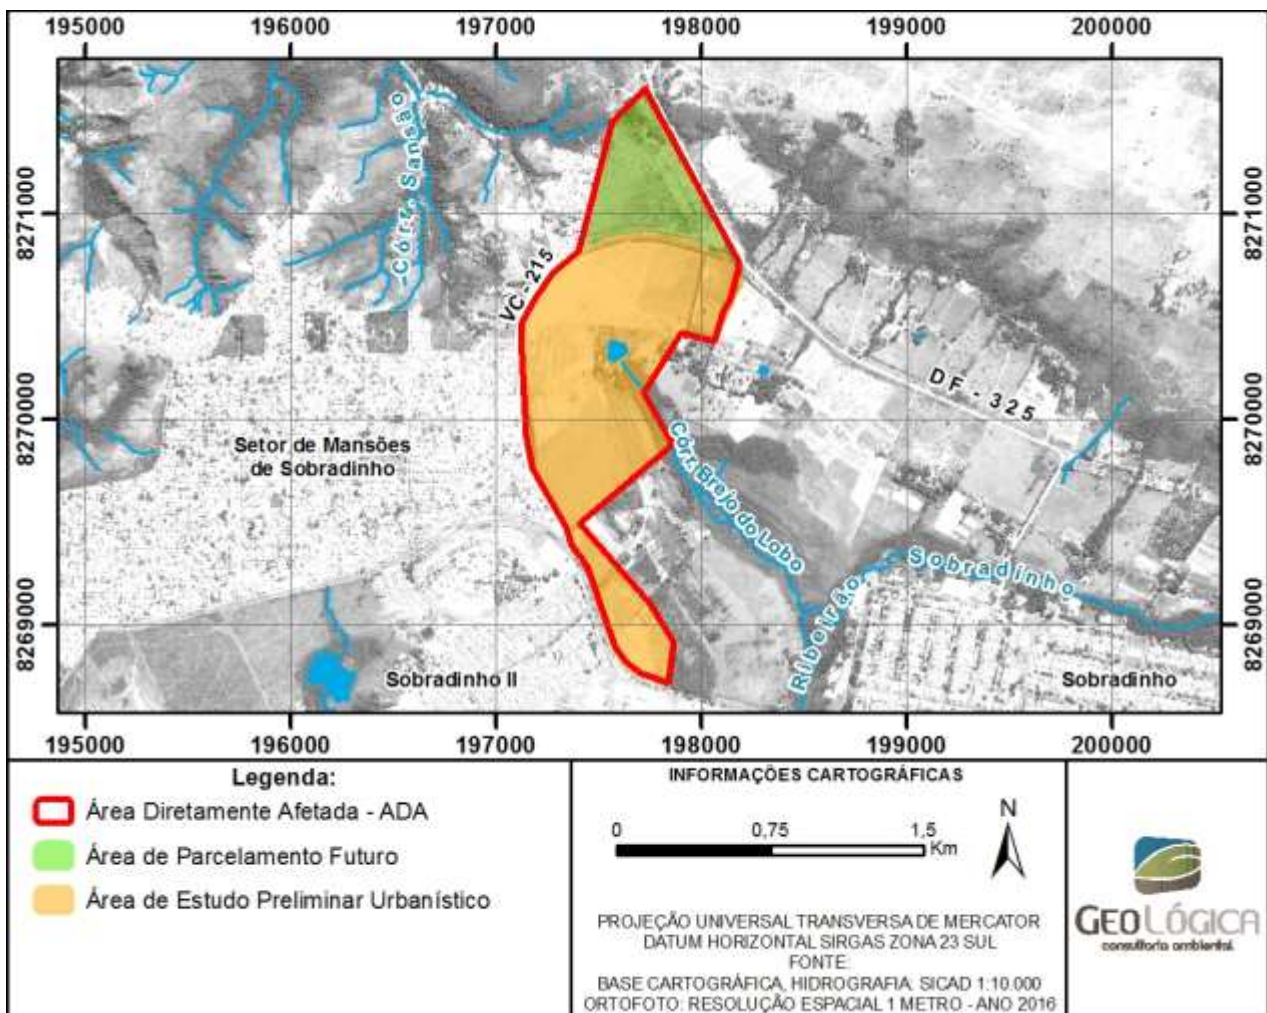 195000 196000 197000 198000 199000 200000
Córr. Sansão
8271000
8271000
VC-215
DF - 325
8270000
8270000
Setor de Mansões
de Sobradinho
Córr. Brejo do Lobo
Ribeirão Sobradinho
8269000
8269000
Sobradinho II
Sobradinho
195000 196000 197000 198000 199000 200000
Legenda:
Área Diretamente Afetada - ADA
Área de Parcelamento Futuro
Área de Estudo Preliminar Urbanístico
INFORMAÇÕES CARTOGRÁFICAS
0 0,75 1,5
Km
N
PROJEÇÃO UNIVERSAL TRANSVERSA DE MERCATOR
DATUM HORIZONTAL SIRGAS ZONA 23 SUL
FONTE:
BASE CARTOGRÁFICA, HIDROGRAFIA: SICAD 1:10.000
ORTOFOTO: RESOLUÇÃO ESPACIAL 1 METRO - ANO 2016
GEOLÓGICA
consultoria ambiental